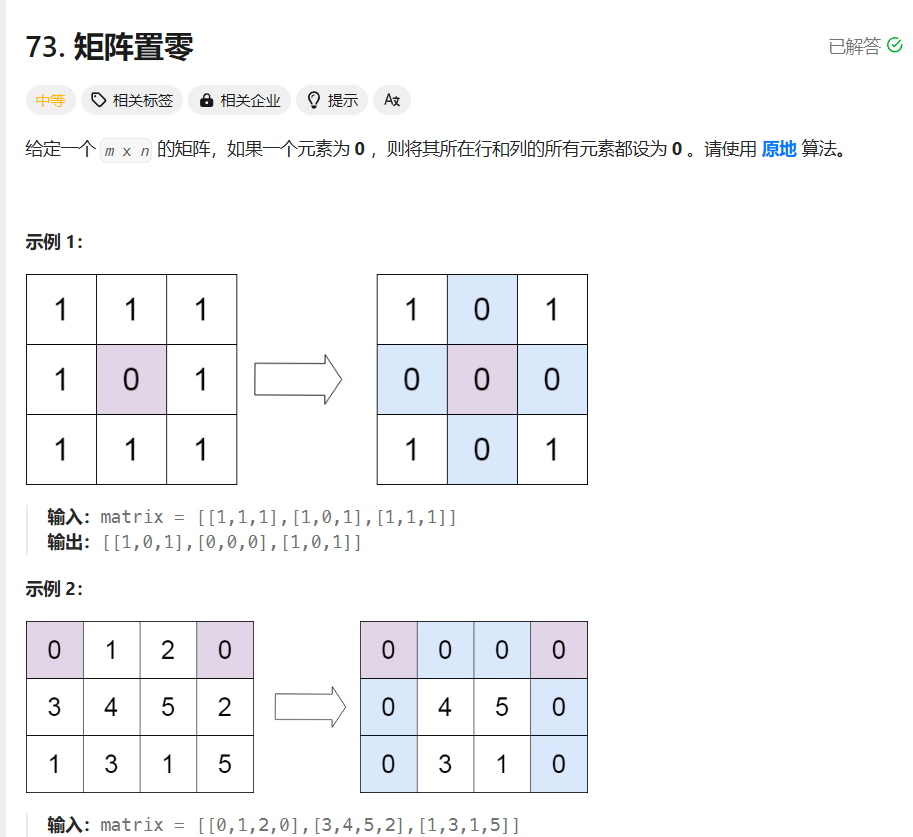 73. 矩阵置零
已解答
中等 相关标签 相关企业 提示 Aあ
给定一个 m x n 的矩阵，如果一个元素为 0 ，则将其所在行和列的所有元素都设为 0 。请使用 原地 算法。
示例 1：
1 1 1 1 0 1
1 0 1 0 0 0
1 1 1 1 0 1
输入：matrix = [[1,1,1],[1,0,1],[1,1,1]]
输出：[[1,0,1],[0,0,0],[1,0,1]]
示例 2：
0 1 2 0 0 0 0 0
3 4 5 2 0 4 5 0
1 3 1 5 0 3 1 0
输入：matrix = [[0,1,2,0],[3,4,5,2],[1,3,1,5]]